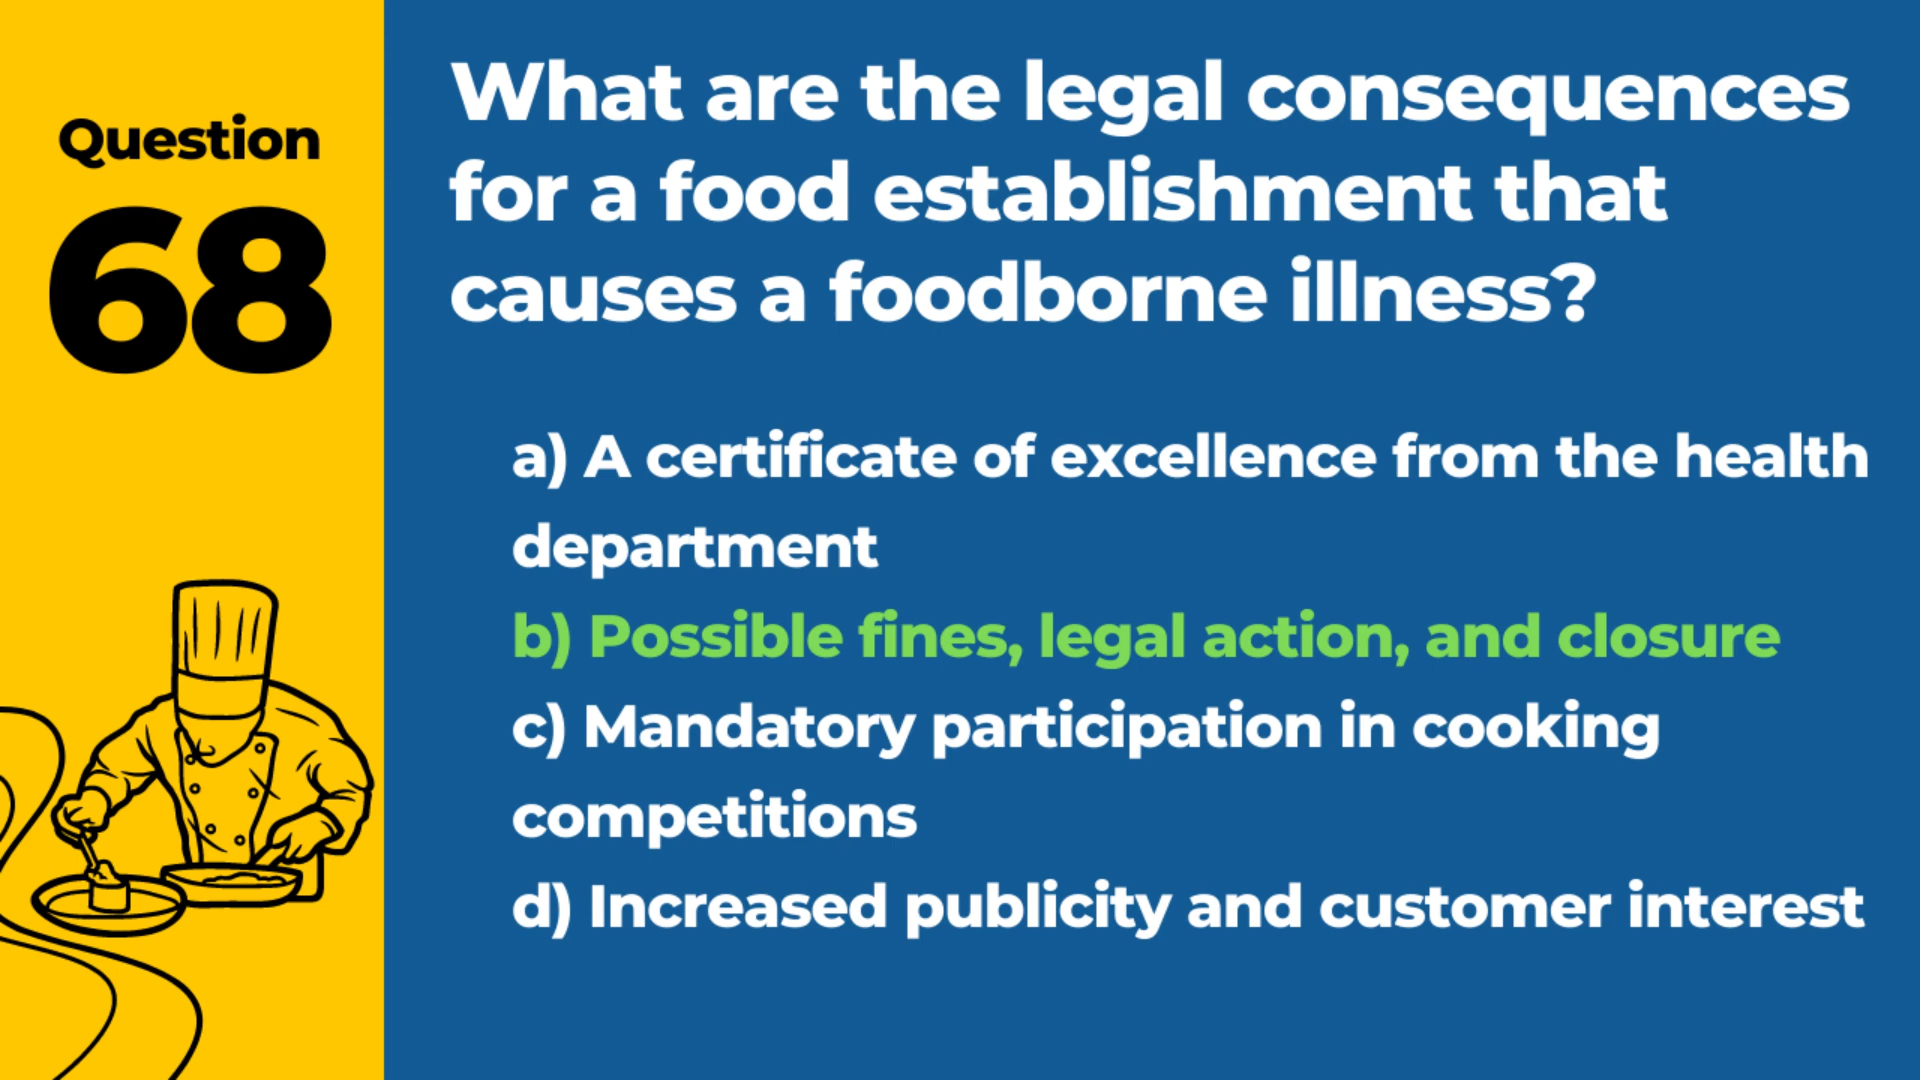 Question
68
What are the legal consequences
for a food establishment that
causes a foodborne illness?
a) A certificate of excellence from the health
department
b) Possible fines, legal action, and closure
c) Mandatory participation in cooking
competitions
d) Increased publicity and customer interest